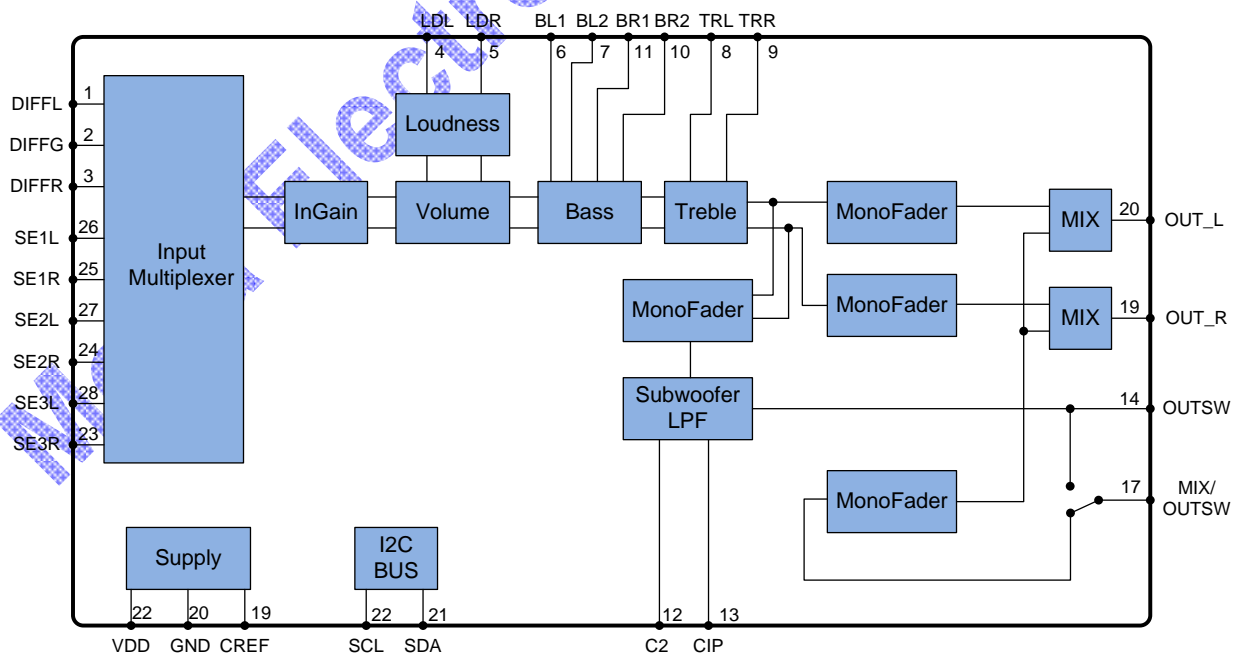 LDL LDR BL1 BL2 BR1 BR2 TRL TRR
4 5 6 7 11 10 8 9
DIFFL 1
DIFFG 2
DIFFR 3
SE1L 26
SE1R 25
SE2L 27
SE2R 24
SE3L 28
SE3R 23
Input
Multiplexer
Loudness
InGain
Volume
Bass
Treble
MonoFader
MIX
20 OUT_L
MonoFader
MonoFader
MIX
19 OUT_R
Subwoofer
LPF
14 OUTSW
MonoFader
17 MIX/
OUTSW
Supply
I2C
BUS
22 20 19 22 21 12 13
VDD GND CREF SCL SDA C2 CIP